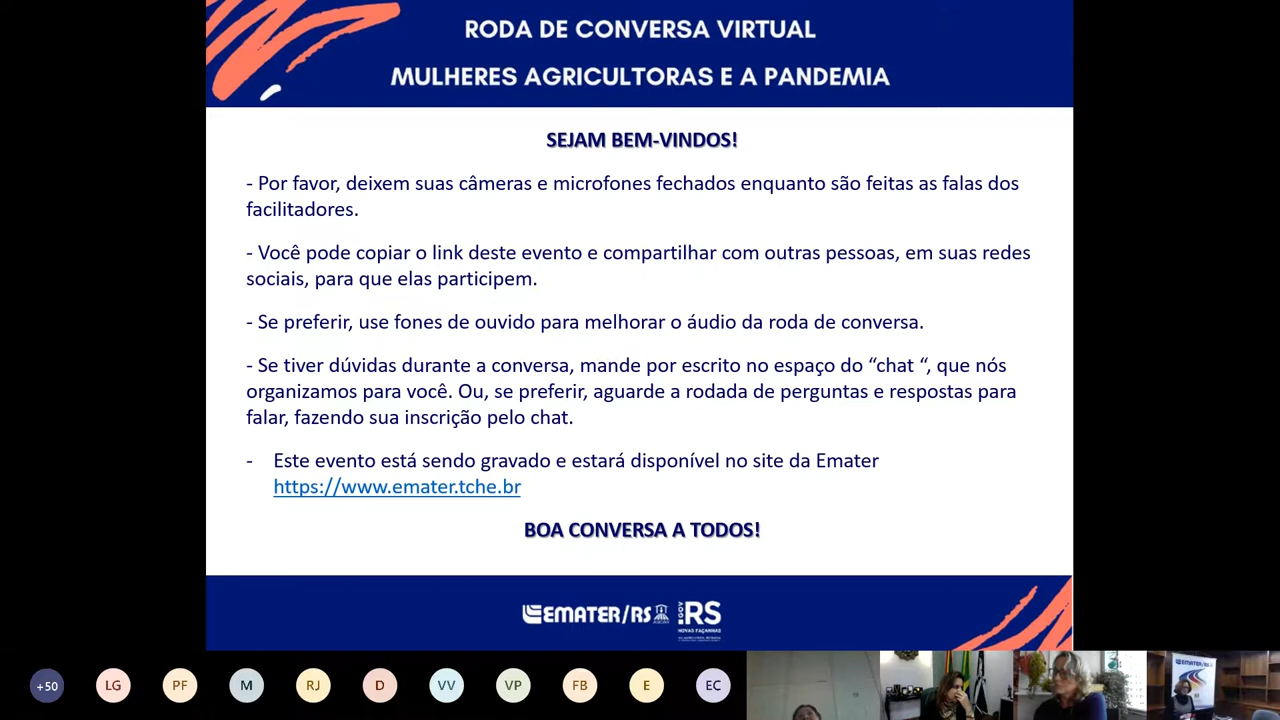 RODA DE CONVERSA VIRTUAL
MULHERES AGRICULTORAS E A PANDEMIA
SEJAM BEM-VINDOS!
- Por favor, deixem suas câmeras e microfones fechados enquanto são feitas as falas dos
facilitadores.
- Você pode copiar o link deste evento e compartilhar com outras pessoas, em suas redes
sociais, para que elas participem.
- Se preferir, use fones de ouvido para melhorar o áudio da roda de conversa.
- Se tiver dúvidas durante a conversa, mande por escrito no espaço do “chat “, que nós
organizamos para você. Ou, se preferir, aguarde a rodada de perguntas e respostas para
falar, fazendo sua inscrição pelo chat.
- Este evento está sendo gravado e estará disponível no site da Emater
https://www.emater.tche.br
BOA CONVERSA A TODOS!
EMATER/RS GOV RS
NOVAS FAÇANHAS
+50 LG PF M RJ D VV VP FB E EC
EMATER/RS